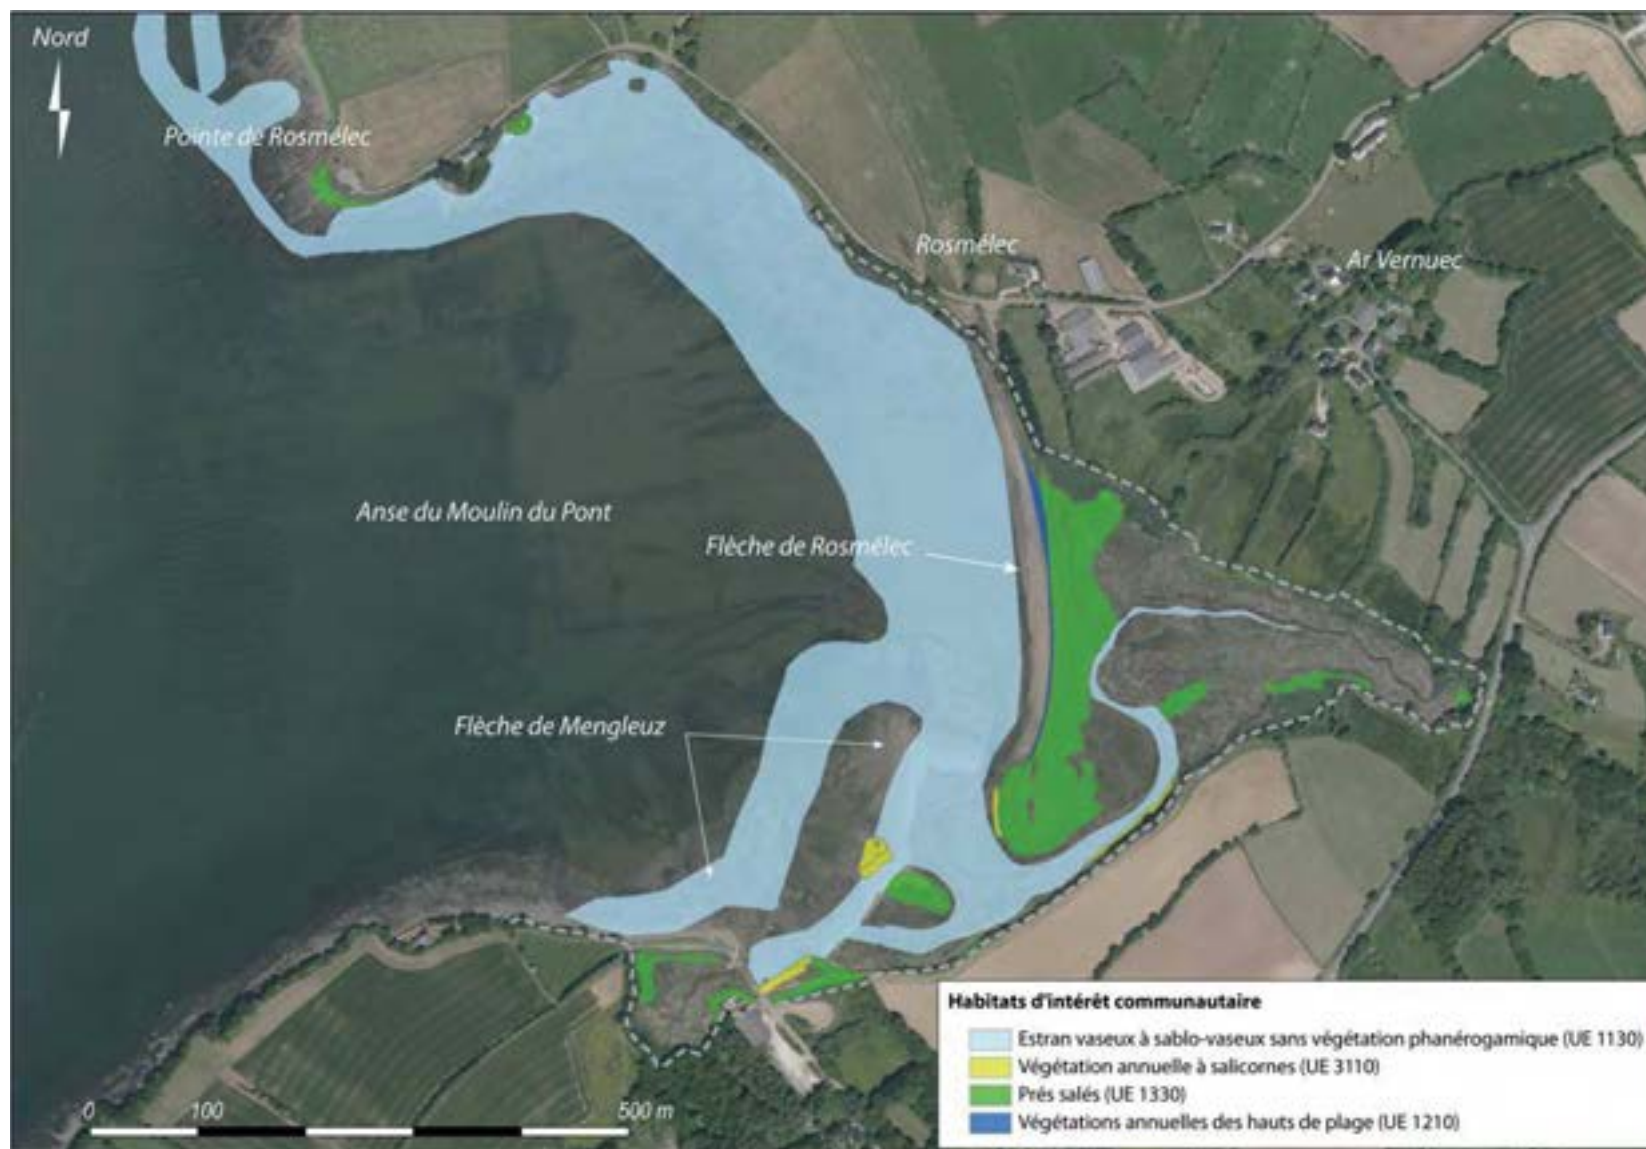 Nord
Pointe de Rosmélec
Rosmélec
Ar Vernuec
Anse du Moulin du Pont
Flèche de Rosmélec
Flèche de Mengleuz
Habitats d'intérêt communautaire
Estran vaseux à sablo-vaseux sans végétation phanérogamique (UE 1130)
Végétation annuelle à salicornes (UE 3110)
Prés salés (UE 1330)
Végétations annuelles des hauts de plage (UE 1210)
0 100 500 m